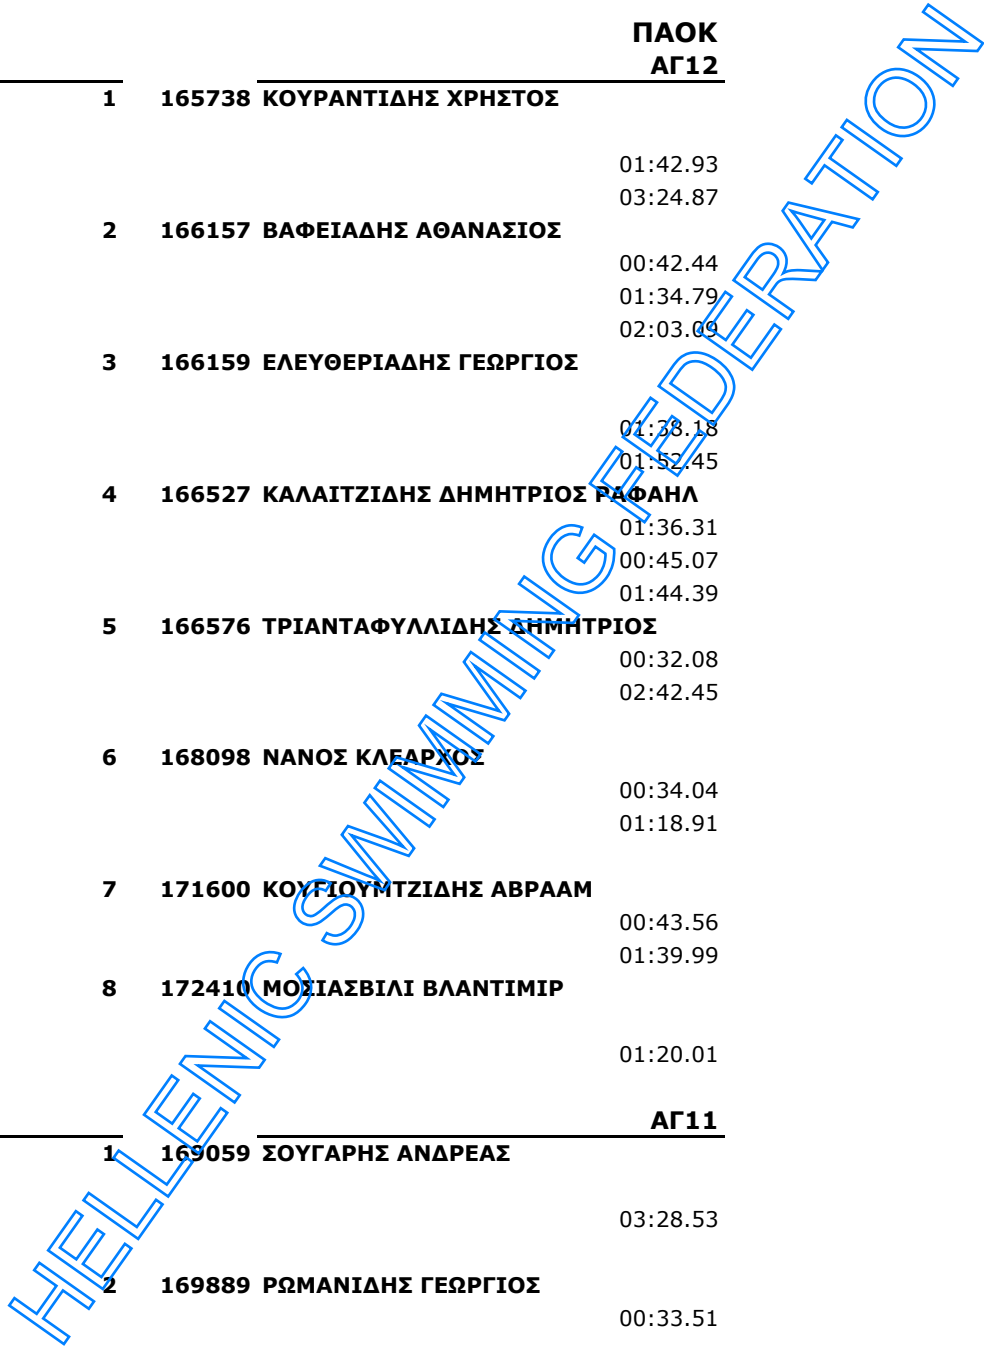 ΠΑΟΚ
ΑΓ12
1 165738 ΚΟΥΡΑΝΤΙΔΗΣ ΧΡΗΣΤΟΣ
01:42.93
03:24.87
2 166157 ΒΑΦΕΙΑΔΗΣ ΑΘΑΝΑΣΙΟΣ
00:42.44
01:34.79
02:03.09
3 166159 ΕΛΕΥΘΕΡΙΑΔΗΣ ΓΕΩΡΓΙΟΣ
01:38.18
01:52.45
4 166527 ΚΑΛΑΙΤΖΙΔΗΣ ΔΗΜΗΤΡΙΟΣ ΡΑΦΑΗΛ
01:36.31
00:45.07
01:44.39
5 166576 ΤΡΙΑΝΤΑΦΥΛΛΙΔΗΣ ΔΗΜΗΤΡΙΟΣ
00:32.08
02:42.45
6 168098 ΝΑΝΟΣ ΚΛΕΑΡΧΟΣ
00:34.04
01:18.91
7 171600 ΚΟΥΓΙΟΥΜΤΖΙΔΗΣ ΑΒΡΑΑΜ
00:43.56
01:39.99
8 172410 ΜΟΣΙΑΣΒΙΛΙ ΒΛΑΝΤΙΜΙΡ
01:20.01
ΑΓ11
1 169059 ΣΟΥΓΑΡΗΣ ΑΝΔΡΕΑΣ
03:28.53
2 169889 ΡΩΜΑΝΙΔΗΣ ΓΕΩΡΓΙΟΣ
00:33.51
HELLENIC SWIMMING FEDERATION